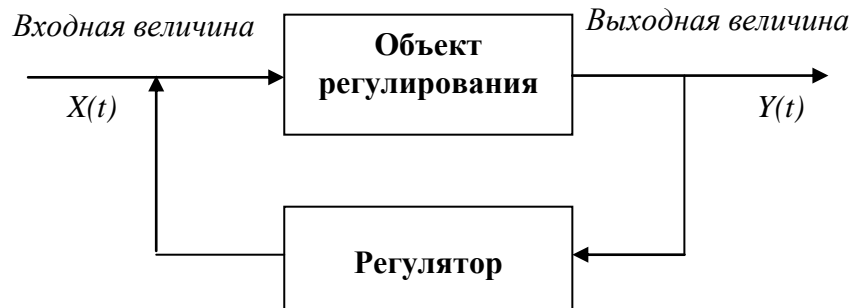 Входная величина
Объект
регулирования
Выходная величина
X(t)
Y(t)
Регулятор